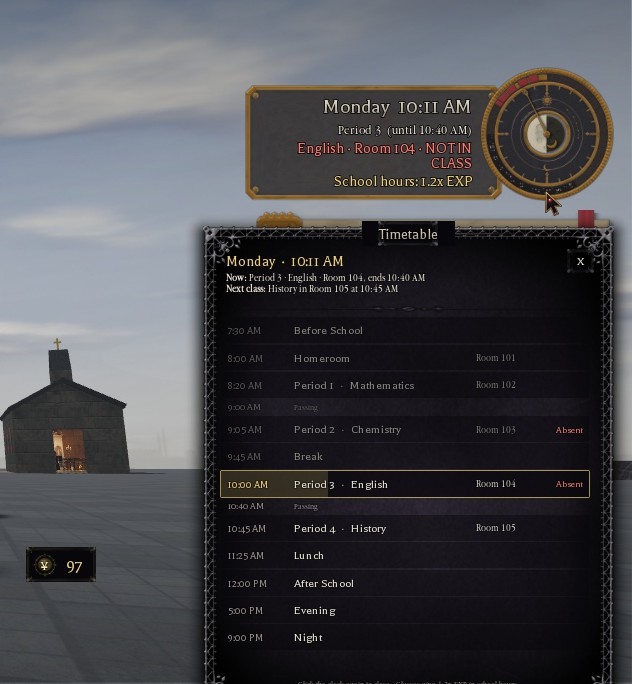 Monday 10:11 AM
Period 3 (until 10:40 AM)
English · Room 104 · NOT IN
CLASS
School hours: 1.2x EXP
Timetable
Monday · 10:11 AM
X
Now: Period 3 · English · Room 104, ends 10:40 AM
Next class: History in Room 105 at 10:45 AM
7:30 AM Before School
8:00 AM Homeroom Room 101
8:20 AM Period 1 · Mathematics Room 102
9:00 AM Passing
9:05 AM Period 2 · Chemistry Room 103 Absent
9:45 AM Break
10:00 AM Period 3 · English Room 104 Absent
10:40 AM Passing
10:45 AM Period 4 · History Room 105
11:25 AM Lunch
12:00 PM After School
5:00 PM Evening
9:00 PM Night
¥ 97